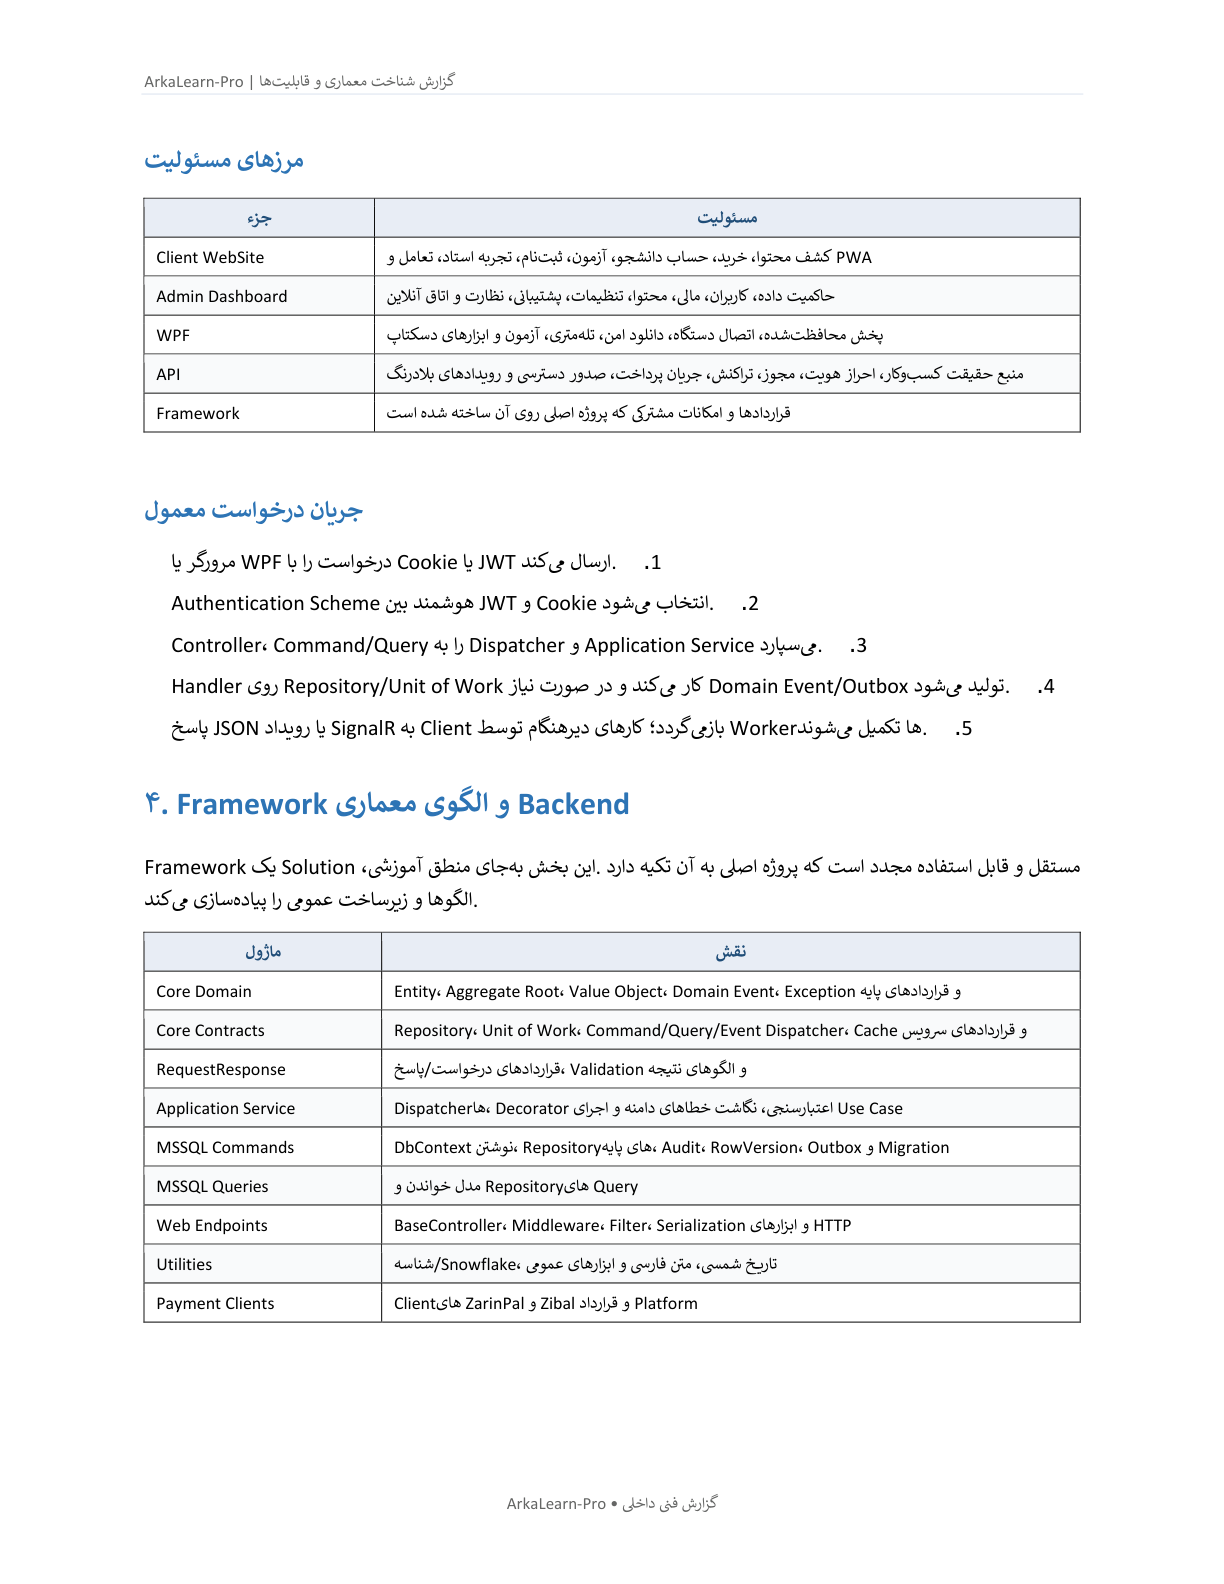 ArkaLearn-Pro | گزارش شناخت معماری و قابلیت‌ها
مرزهای مسئولیت
جزء	مسئولیت
Client WebSite	کشف محتوا، خرید، حساب دانشجو، آزمون، ثبت‌نام، تجربه استاد، تعامل و PWA
Admin Dashboard	حاکمیت داده، کاربران، مالی، محتوا، تنظیمات، پشتیبانی، نظارت و اتاق آنلاین
WPF	پخش محافظت‌شده، اتصال دستگاه، دانلود امن، تله‌متری، آزمون و ابزارهای دسکتاپ
API	منبع حقیقت کسب‌وکار، احراز هویت، مجوز، تراکنش، جریان پرداخت، صدور دسترسی و رویدادهای بلادرنگ
Framework	قراردادها و امکانات مشترکی که پروژه اصلی روی آن ساخته شده است
جریان درخواست معمول
1. مرورگر یا WPF درخواست را با Cookie یا JWT ارسال می‌کند.
2. Authentication Scheme هوشمند بین JWT و Cookie انتخاب می‌شود.
3. Controller، Command/Query را به Dispatcher و Application Service می‌سپارد.
4. Handler روی Repository/Unit of Work کار می‌کند و در صورت نیاز Domain Event/Outbox تولید می‌شود.
5. پاسخ JSON یا رویداد SignalR به Client بازمی‌گردد؛ کارهای دیرهنگام توسط Workerها تکمیل می‌شوند.
۴. Framework و الگوی معماری Backend
Framework یک Solution مستقل و قابل استفاده مجدد است که پروژه اصلی به آن تکیه دارد. این بخش به‌جای منطق آموزشی،
الگوها و زیرساخت عمومی را پیاده‌سازی می‌کند.
ماژول	نقش
Core Domain	Entity، Aggregate Root، Value Object، Domain Event، Exception و قراردادهای پایه
Core Contracts	Repository، Unit of Work، Command/Query/Event Dispatcher، Cache و قراردادهای سرویس
RequestResponse	قراردادهای درخواست/پاسخ، Validation و الگوهای نتیجه
Application Service	Dispatcherها، Decorator اعتبارسنجی، نگاشت خطاهای دامنه و اجرای Use Case
MSSQL Commands	DbContext نوشتن، Repositoryهای پایه، Audit، RowVersion، Outbox و Migration
MSSQL Queries	مدل خواندن و Repositoryهای Query
Web Endpoints	BaseController، Middleware، Filter، Serialization و ابزارهای HTTP
Utilities	شناسه/Snowflake، تاریخ شمسی، متن فارسی و ابزارهای عمومی
Payment Clients	Clientهای ZarinPal و Zibal و قرارداد Platform
ArkaLearn-Pro • گزارش فنی داخلی